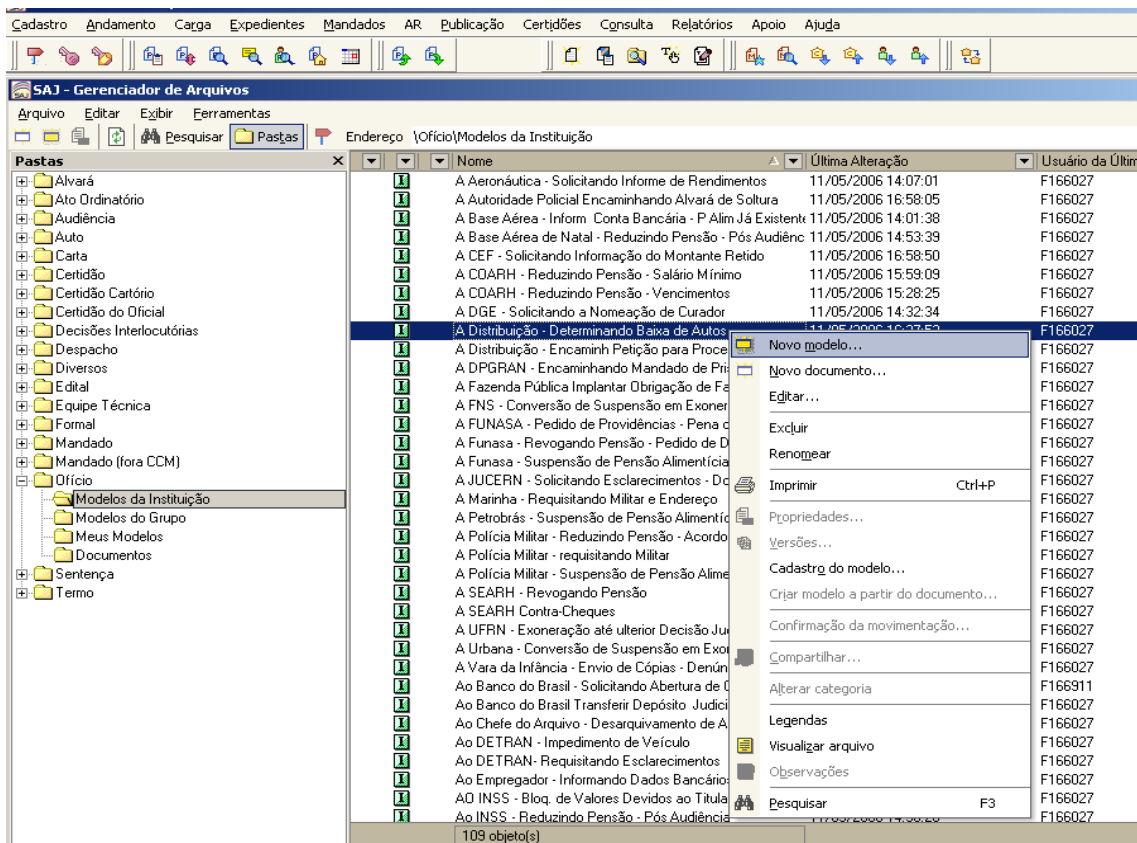 Cadastro Andamento Carga Expedientes Mandados AR Publicação Certidões Consulta Relatórios Apoio Ajuda
SAJ - Gerenciador de Arquivos
Arquivo Editar Exibir Ferramentas
Pesquisar Pastas Endereço \Ofício\Modelos da Instituição
Pastas x Nome Última Alteração Usuário da Últim
Alvará
Ato Ordinatório
Audiência
Auto
Carta
Certidão
Certidão Cartório
Certidão do Oficial
Decisões Interlocutórias
Despacho
Diversos
Edital
Equipe Técnica
Formal
Mandado
Mandado (fora CCM)
Ofício
Modelos da Instituição
Modelos do Grupo
Meus Modelos
Documentos
Sentença
Termo
A Aeronáutica - Solicitando Informe de Rendimentos 11/05/2006 14:07:01 F166027
A Autoridade Policial Encaminhando Alvará de Soltura 11/05/2006 16:58:05 F166027
A Base Aérea - Inform Conta Bancária - P Alim Já Existente 11/05/2006 14:01:38 F166027
A Base Aérea de Natal - Reduzindo Pensão - Pós Audiênc 11/05/2006 14:53:39 F166027
A CEF - Solicitando Informação do Montante Retido 11/05/2006 16:58:50 F166027
A COARH - Reduzindo Pensão - Salário Mínimo 11/05/2006 15:59:09 F166027
A COARH - Reduzindo Pensão - Vencimentos 11/05/2006 15:28:25 F166027
A DGE - Solicitando a Nomeação de Curador 11/05/2006 14:32:34 F166027
A Distribuição - Determinando Baixa de Autos F166027
A Distribuição - Encaminh Petição para Proce F166027
A DPGRAN - Encaminhando Mandado de Pri F166027
A Fazenda Pública Implantar Obrigação de Fa F166027
A FNS - Conversão de Suspensão em Exoner F166027
A FUNASA - Pedido de Providências - Pena d F166027
A Funasa - Revogando Pensão - Pedido de D F166027
A Funasa - Suspensão de Pensão Alimentícia F166027
A JUCERN - Solicitando Esclarecimentos - Do F166027
A Marinha - Requisitando Militar e Endereço F166027
A Petrobrás - Suspensão de Pensão Alimentíc F166027
A Polícia Militar - Reduzindo Pensão - Acordo F166027
A Polícia Militar - requisitando Militar F166027
A Polícia Militar - Suspensão de Pensão Alime F166027
A SEARH - Revogando Pensão F166027
A SEARH Contra-Cheques F166027
A UFRN - Exoneração até ulterior Decisão Ju F166027
A Urbana - Conversão de Suspensão em Exo F166027
A Vara da Infância - Envio de Cópias - Denún F166027
Ao Banco do Brasil - Solicitando Abertura de F166911
Ao Banco do Brasil Transferir Depósito Judici F166027
Ao Chefe do Arquivo - Desarquivamento de A F166027
Ao DETRAN - Impedimento de Veículo F166027
Ao DETRAN- Requisitando Esclarecimentos F166027
Ao Empregador - Informando Dados Bancário F166027
AO INSS - Bloq. de Valores Devidos ao Titula F166027
Ao INSS - Reduzindo Pensão - Pós Audiência F166027
Novo modelo...
Novo documento...
Editar...
Excluir
Renomear
Imprimir Ctrl+P
Propriedades...
Versões...
Cadastro do modelo...
Criar modelo a partir do documento...
Confirmação da movimentação...
Compartilhar...
Alterar categoria
Legendas
Visualizar arquivo
Observações
Pesquisar F3
109 objeto(s)